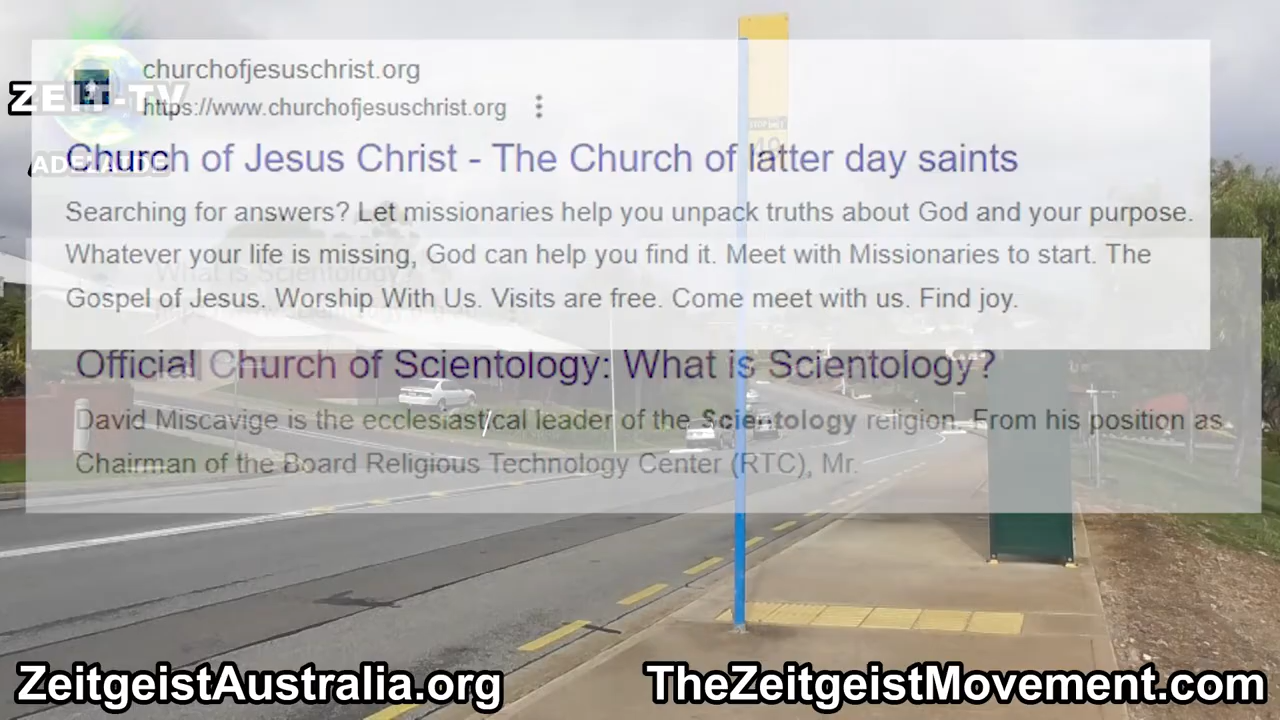 churchofjesuschrist.org
ZEIT-TV
https://www.churchofjesuschrist.org
ADELAIDE
Church of Jesus Christ - The Church of latter day saints
Searching for answers? Let missionaries help you unpack truths about God and your purpose.
Whatever your life is missing, God can help you find it. Meet with Missionaries to start. The
What is Scientology?
Gospel of Jesus. Worship With Us. Visits are free. Come meet with us. Find joy.
Official Church of Scientology: What is Scientology?
David Miscavige is the ecclesiastical leader of the Scientology religion. From his position as
Chairman of the Board Religious Technology Center (RTC), Mr.
ZeitgeistAustralia.org
TheZeitgeistMovement.com